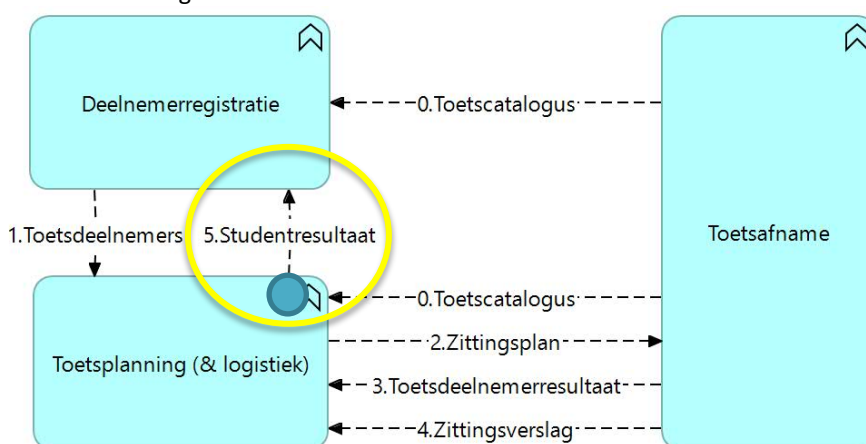 Deelnemerregistratie
0.Toetscatalogus
1.Toetsdeelnemers
5.Studentresultaat
Toetsafname
0.Toetscatalogus
2.Zittingsplan
Toetsplanning (& logistiek)
3.Toetsdeelnemerresultaat
4.Zittingsverslag